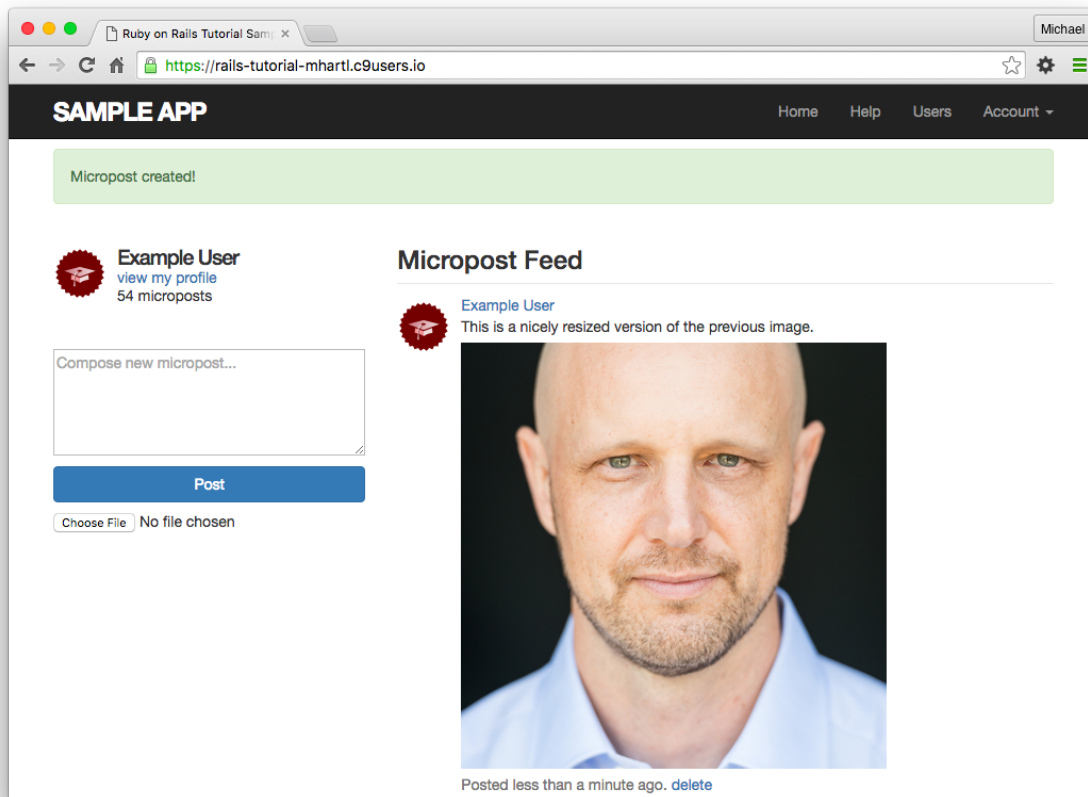 Ruby on Rails Tutorial Sam
Michael
https://rails-tutorial-mhartl.c9users.io
SAMPLE APP
Home Help Users Account
Micropost created!
Example User
view my profile
54 microposts
Compose new micropost...
Post
Choose File No file chosen
Micropost Feed
Example User
This is a nicely resized version of the previous image.
Posted less than a minute ago. delete